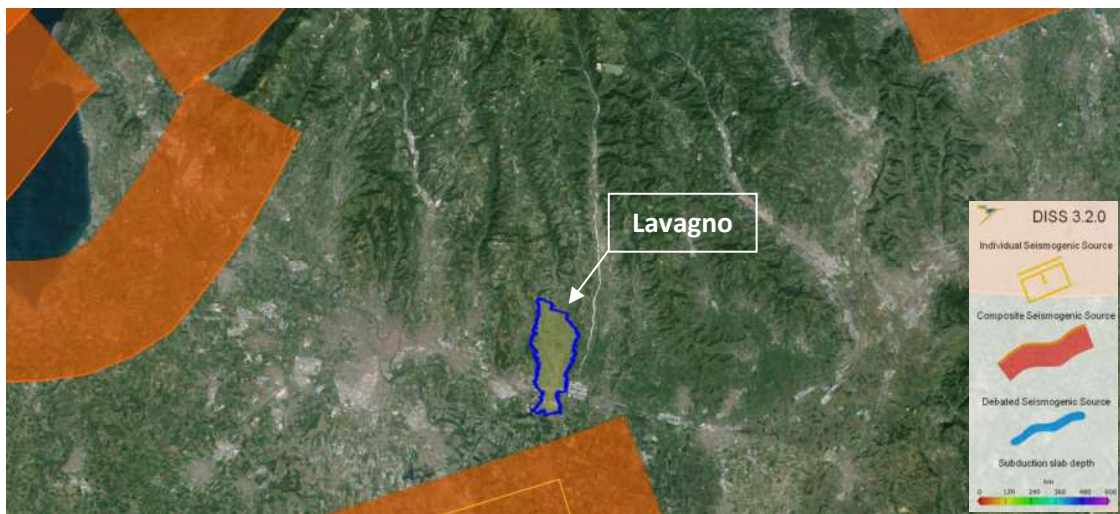 Lavagno
DISS 3.2.0
Individual Seismogenic Source
Composite Seismogenic Source
Debated Seismogenic Source
Subduction slab depth
km
0 120 240 360 480 600